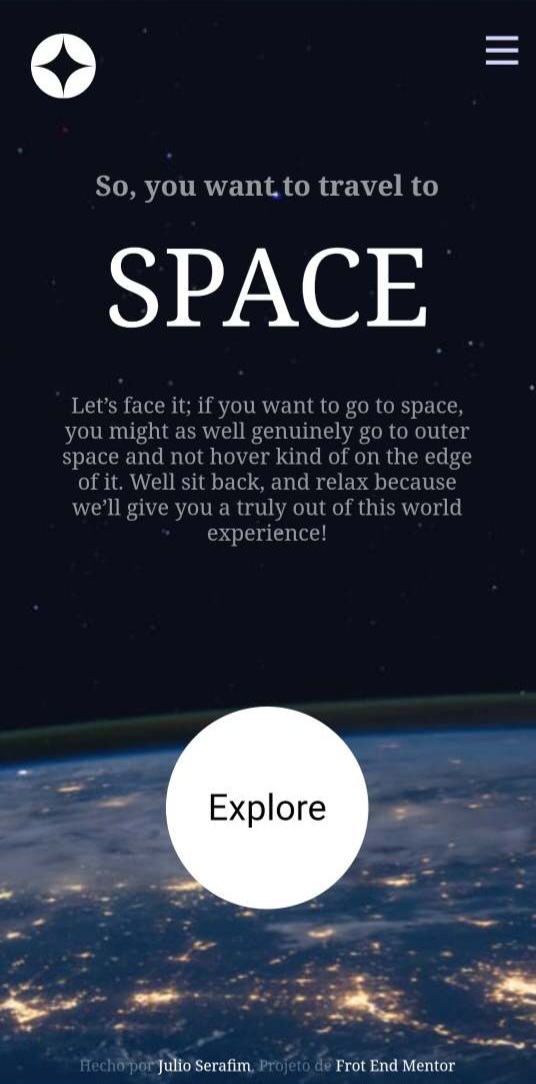 So, you want to travel to
SPACE
Let’s face it; if you want to go to space,
you might as well genuinely go to outer
space and not hover kind of on the edge
of it. Well sit back, and relax because
we’ll give you a truly out of this world
experience!
Explore
Hecho por Julio Serafim, Projeto de Frot End Mentor